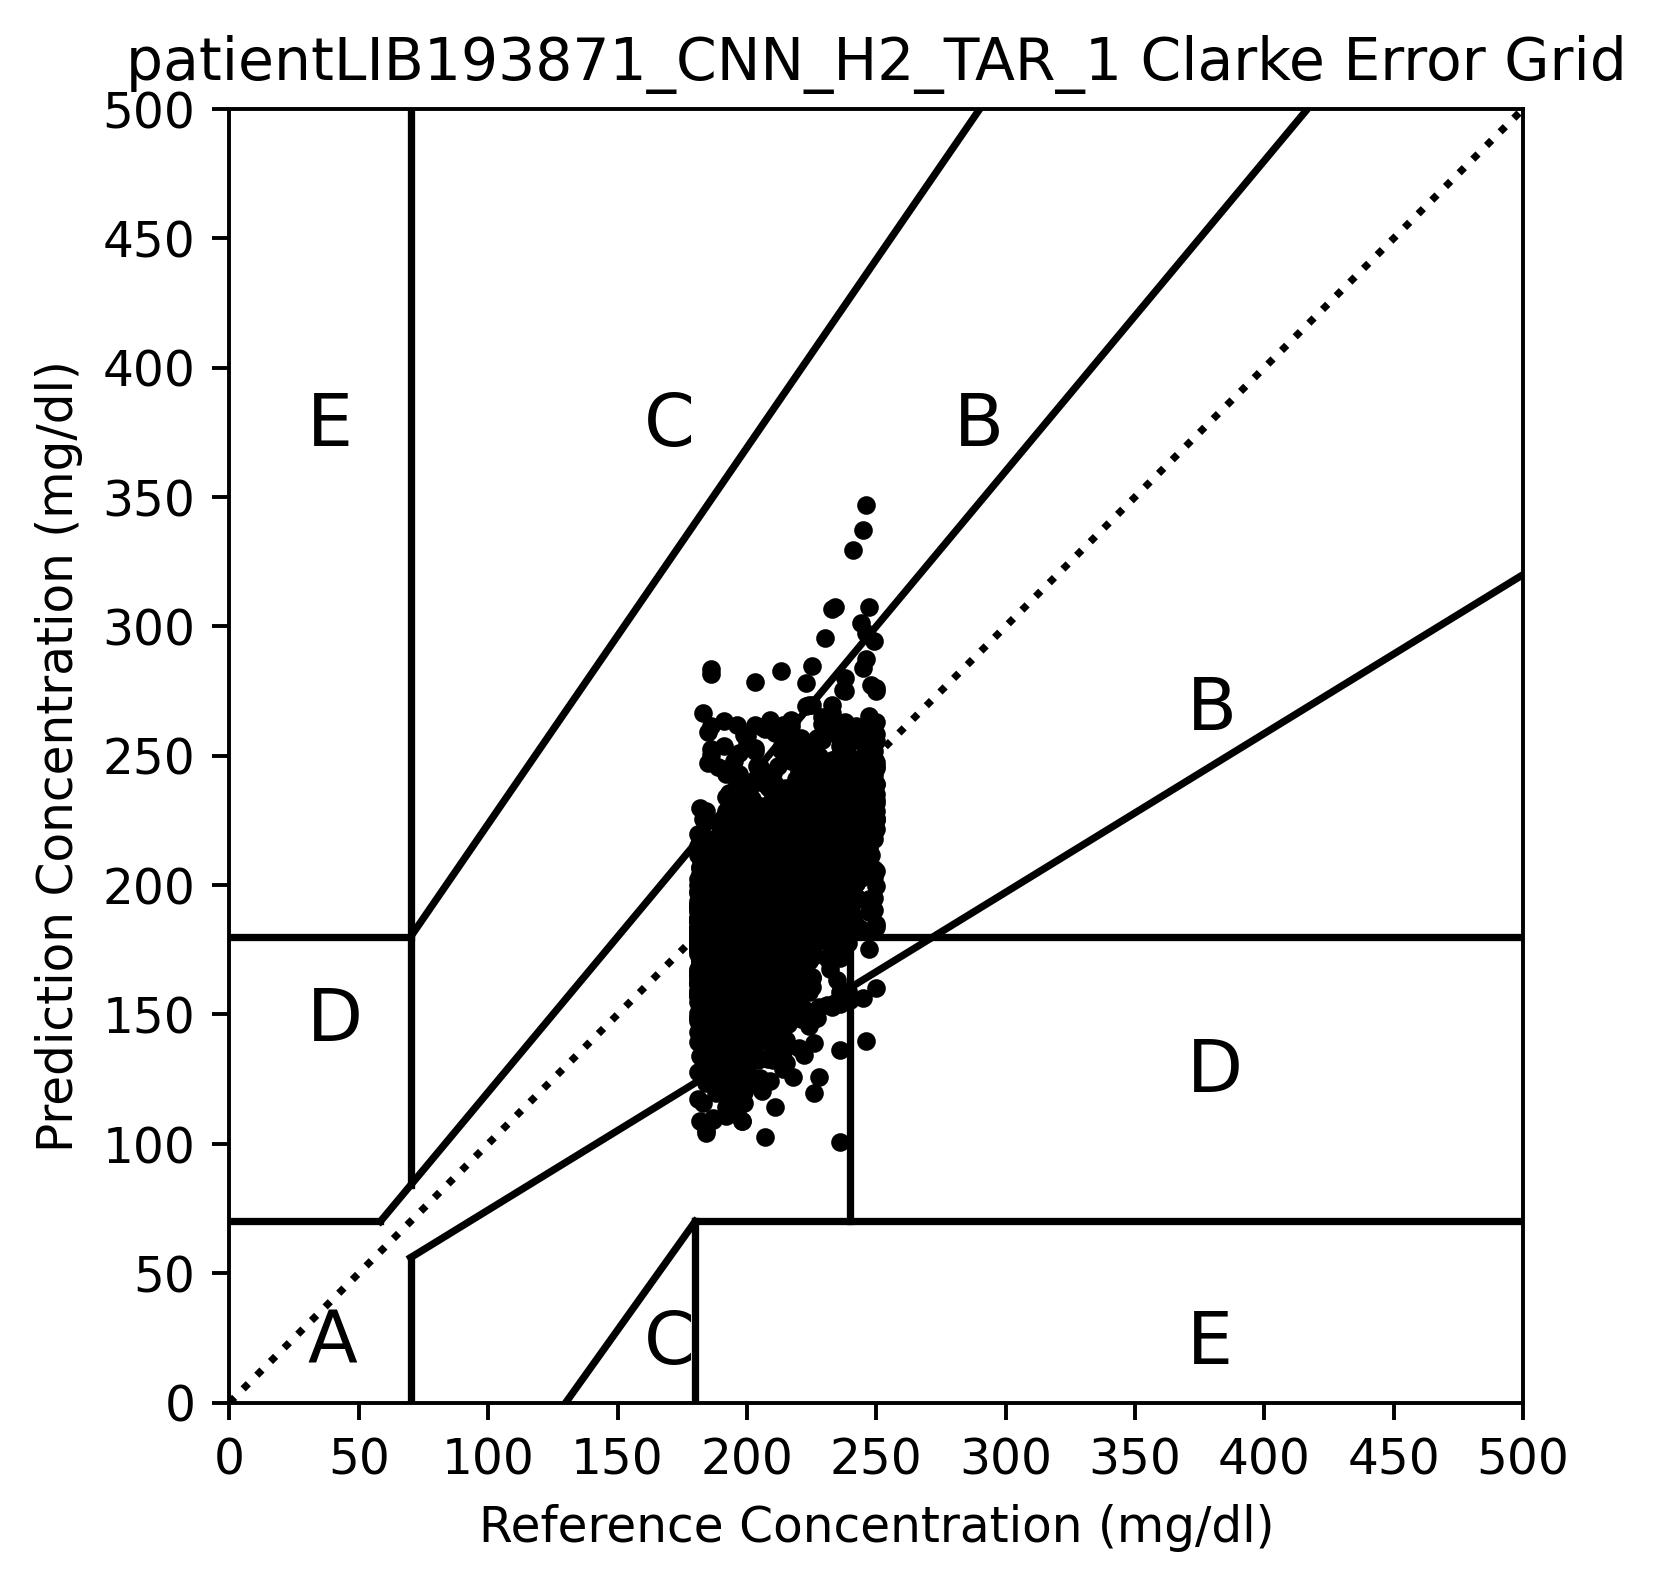 patientLIB193871_CNN_H2_TAR_1 Clarke Error Grid
500
450
400
350
300
250
200
150
100
50
0
Prediction Concentration (mg/dl)
E
C
B
B
D
D
A
C
E
0 50 100 150 200 250 300 350 400 450 500
Reference Concentration (mg/dl)